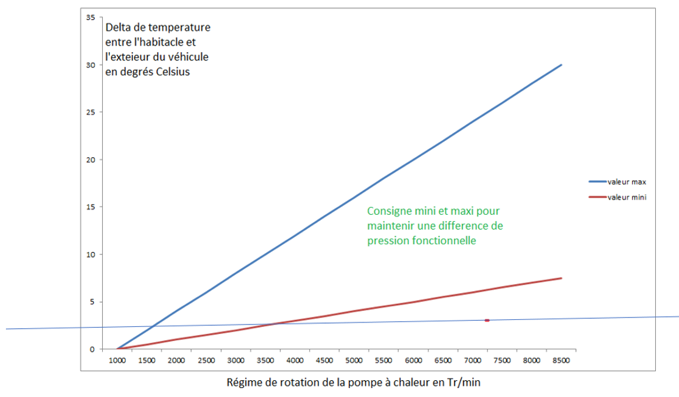 Delta de temperature
entre l'habitacle et
l'exteieur du véhicule
en degrés Celsius
35
30
25
20
15
10
5
0
Consigne mini et maxi pour
maintenir une difference de
pression fonctionnelle
valeur max
valeur mini
1000 1500 2000 2500 3000 3500 4000 4500 5000 5500 6000 6500 7000 7500 8000 8500
Régime de rotation de la pompe à chaleur en Tr/min